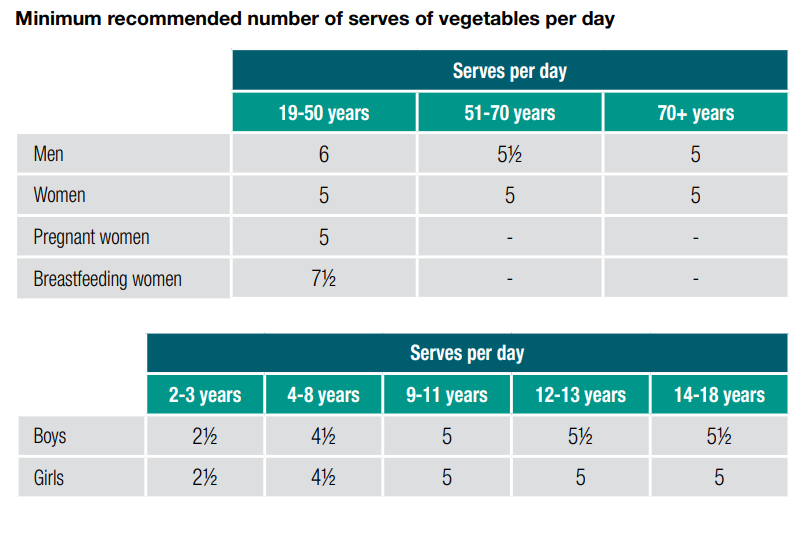 Minimum recommended number of serves of vegetables per day
Serves per day
19-50 years 51-70 years 70+ years
Men 6 5½ 5
Women 5 5 5
Pregnant women 5 - -
Breastfeeding women 7½ - -
Serves per day
2-3 years 4-8 years 9-11 years 12-13 years 14-18 years
Boys 2½ 4½ 5 5½ 5½
Girls 2½ 4½ 5 5 5